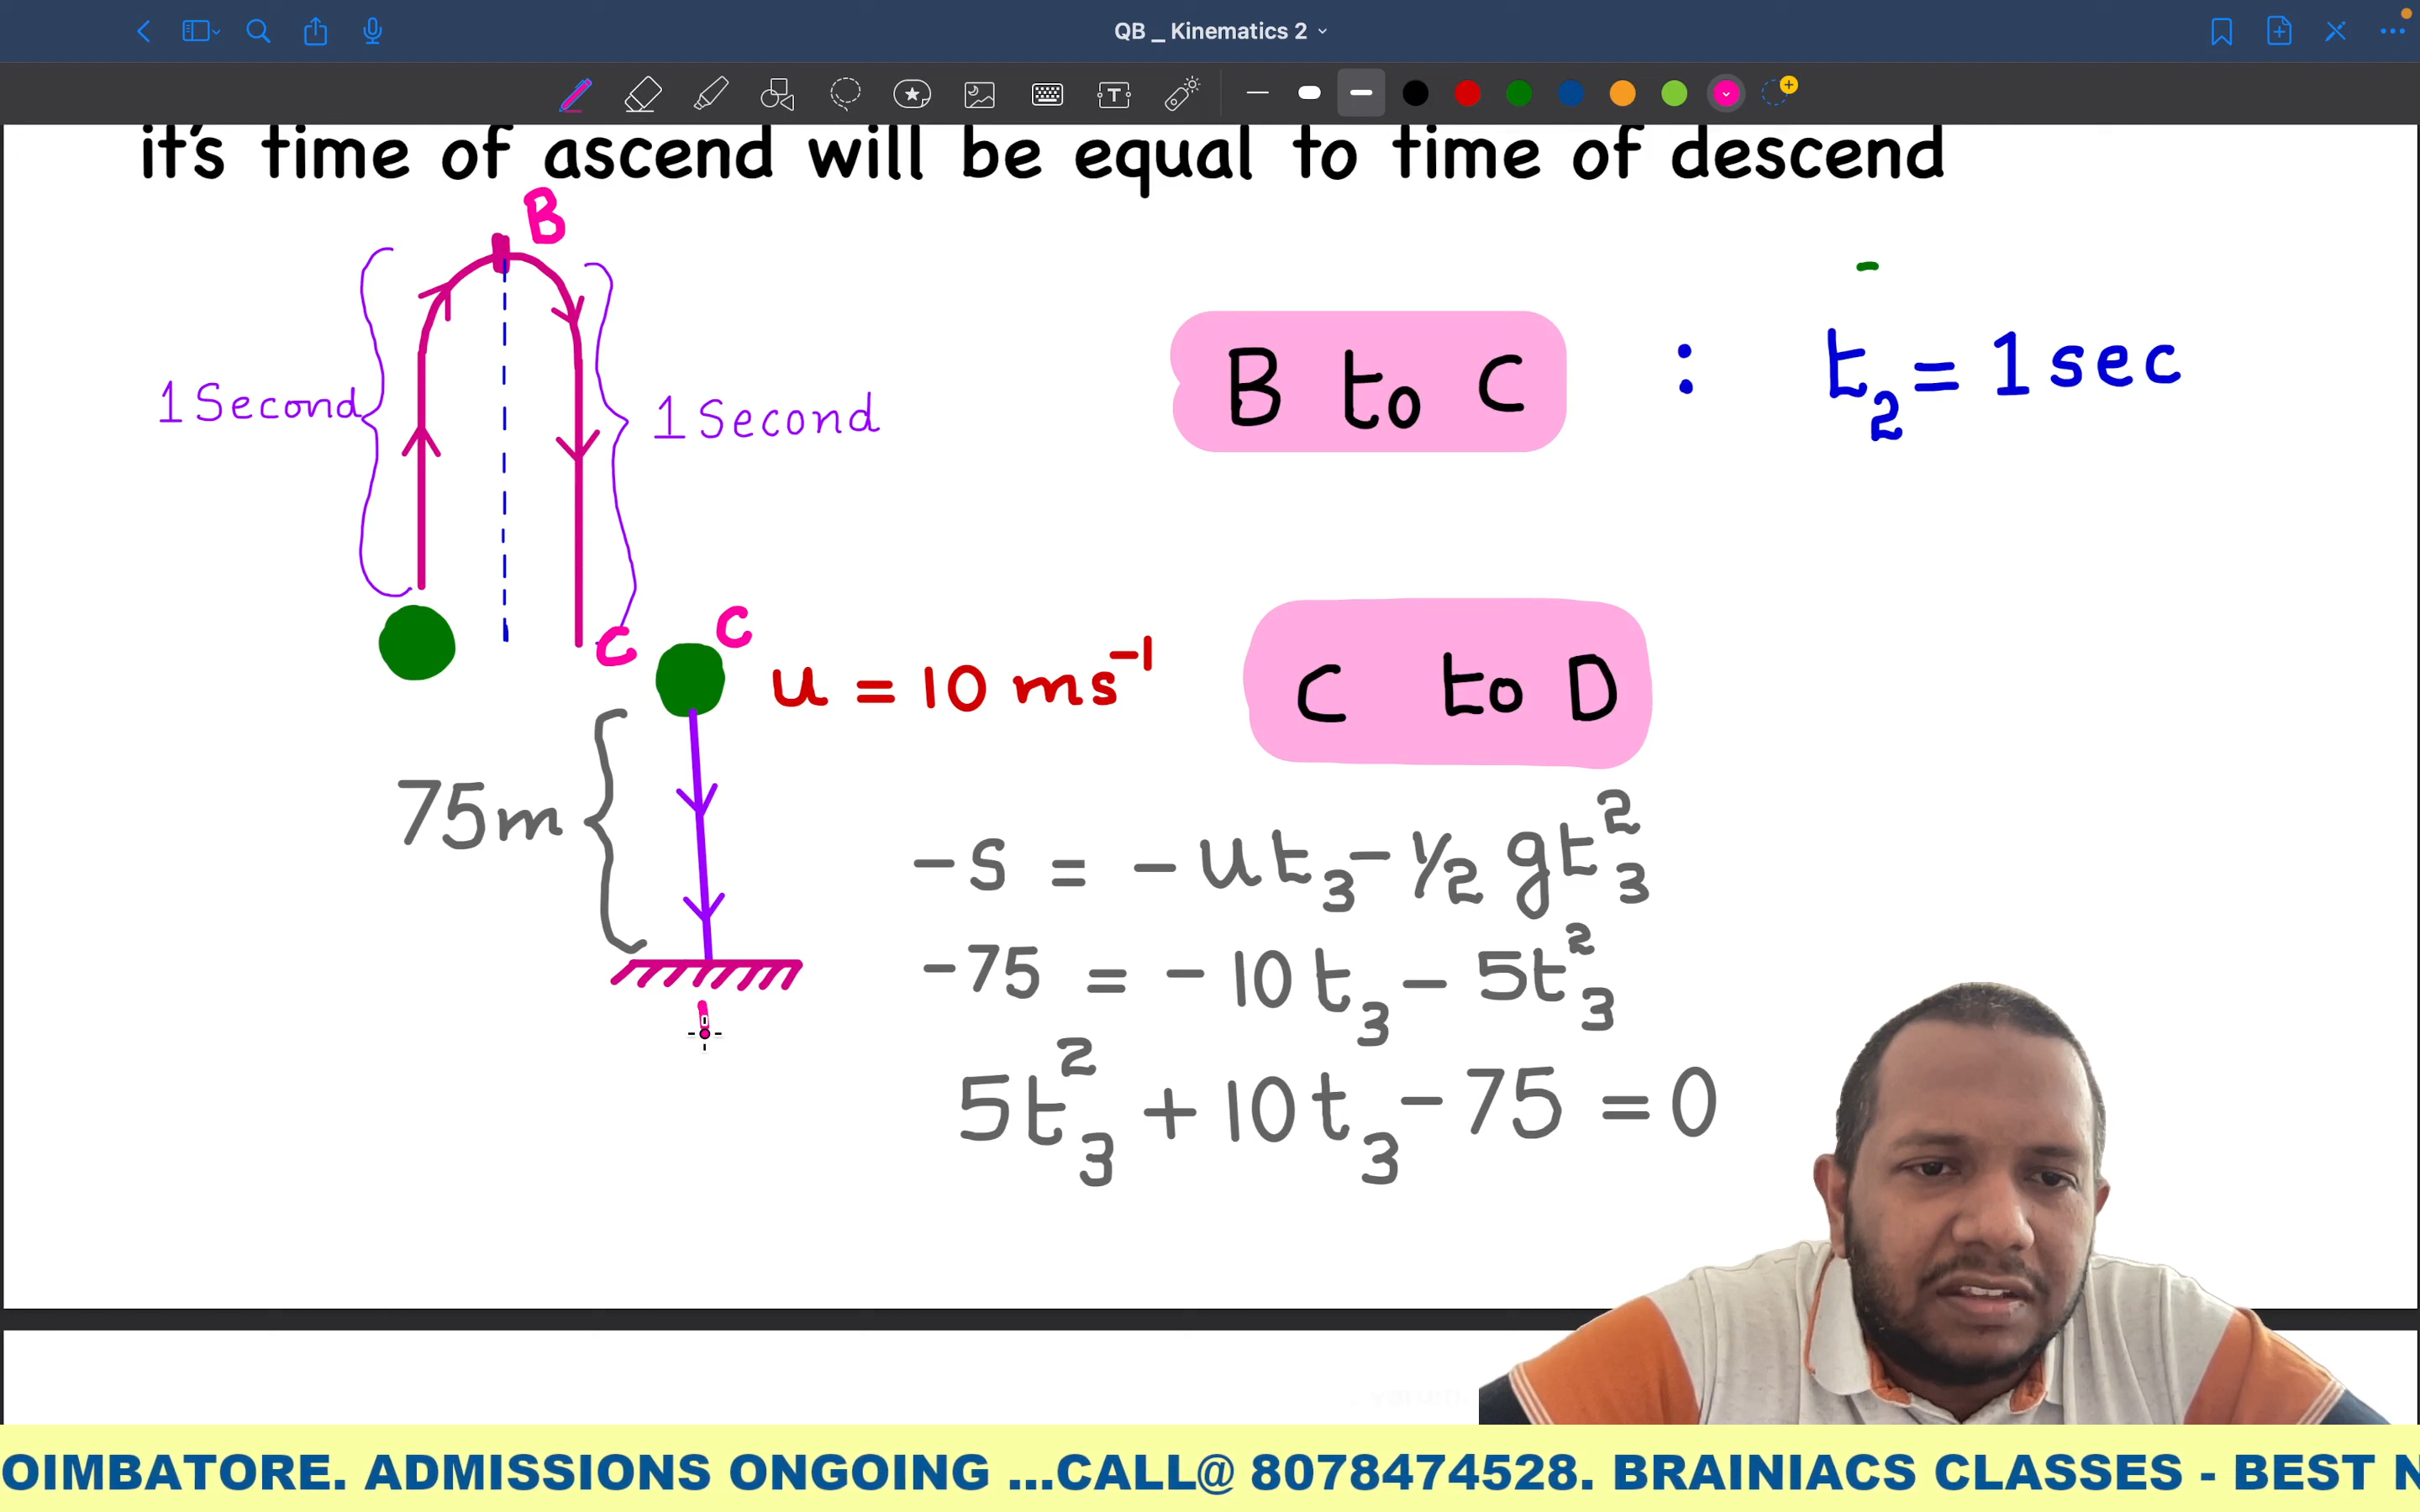 QB _ Kinematics 2
it's time of ascend will be equal to time of descend
B
1 Second
1 Second
B to C : t₂ = 1 sec
C
C
u = 10 ms⁻¹
C to D
75m
-s = -ut₃ - ½ gt₃²
-75 = -10t₃ - 5t₃²
5t₃² + 10t₃ - 75 = 0
OIMBATORE. ADMISSIONS ONGOING ...CALL@ 8078474528. BRAINIACS CLASSES - BEST N